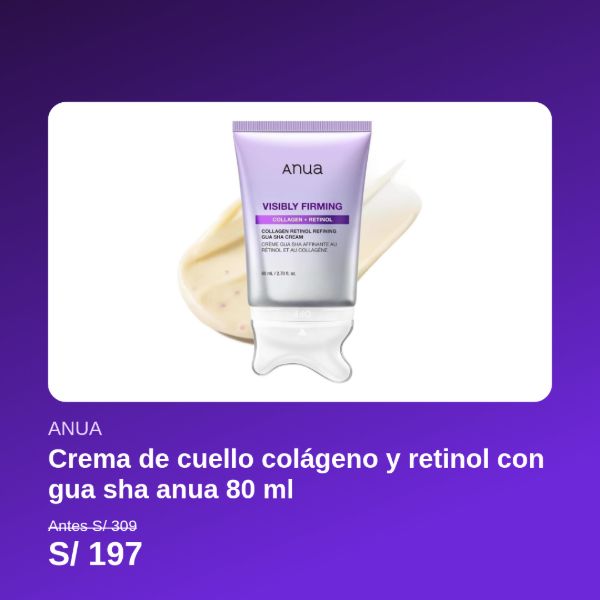 Anua
VISIBLY FIRMING
COLLAGEN + RETINOL
COLLAGEN RETINOL REFINING
GUA SHA CREAM
CRÈME GUA SHA AFFINANTE AU
RÉTINOL ET AU COLLAGÈNE
80 mL / 2.70 fl. oz.
ANUA
Crema de cuello colágeno y retinol con
gua sha anua 80 ml
Antes S/ 309
S/ 197